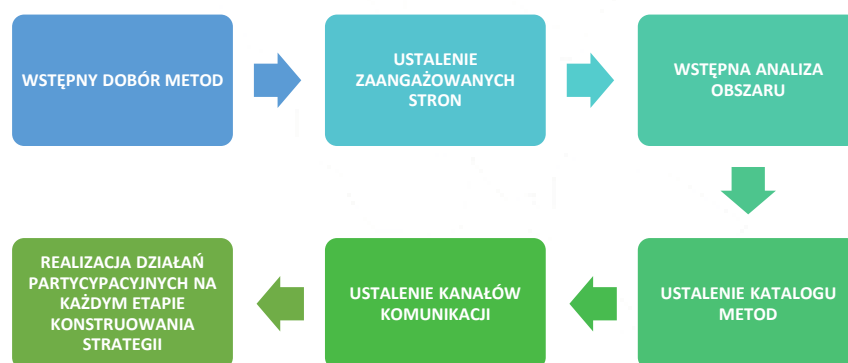 WSTĘPNY DOBÓR METOD
USTALENIE
ZAANGAŻOWANYCH
STRON
WSTĘPNA ANALIZA
OBSZARU
USTALENIE KATALOGU
METOD
USTALENIE KANAŁÓW
KOMUNIKACJI
REALIZACJA DZIAŁAŃ
PARTYCYPACYJNYCH NA
KAŻDYM ETAPIE
KONSTRUOWANIA
STRATEGII